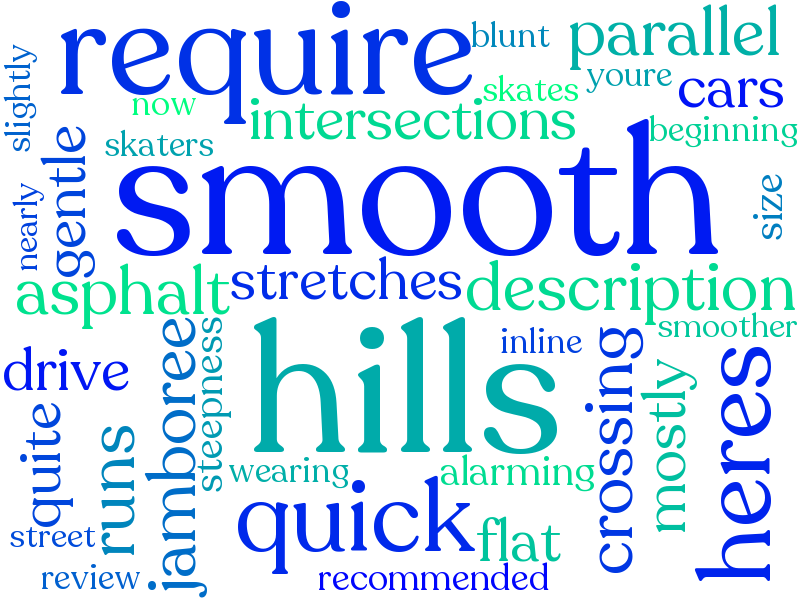 require
blunt
parallel
youre
cars
slightly
now
skates
intersections
beginning
skaters
gentle
smooth
size
nearly
asphalt
stretches
description
smoother
hills
inline
drive
jamboree
steepness
crossing
mostly
heres
quite
runs
wearing
alarming
quick
flat
street
review
recommended